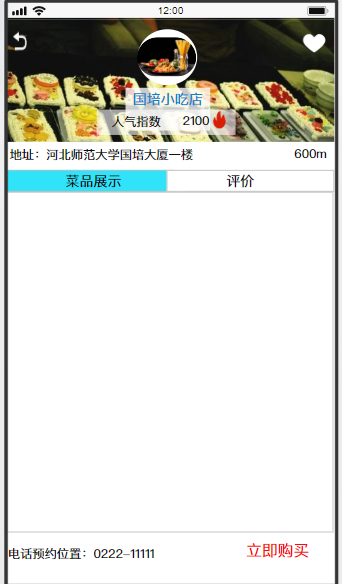 12:00
国培小吃店
人气指数 2100
地址：河北师范大学国培大厦一楼 600m
菜品展示 评价
电话预约位置：0222-11111 立即购买